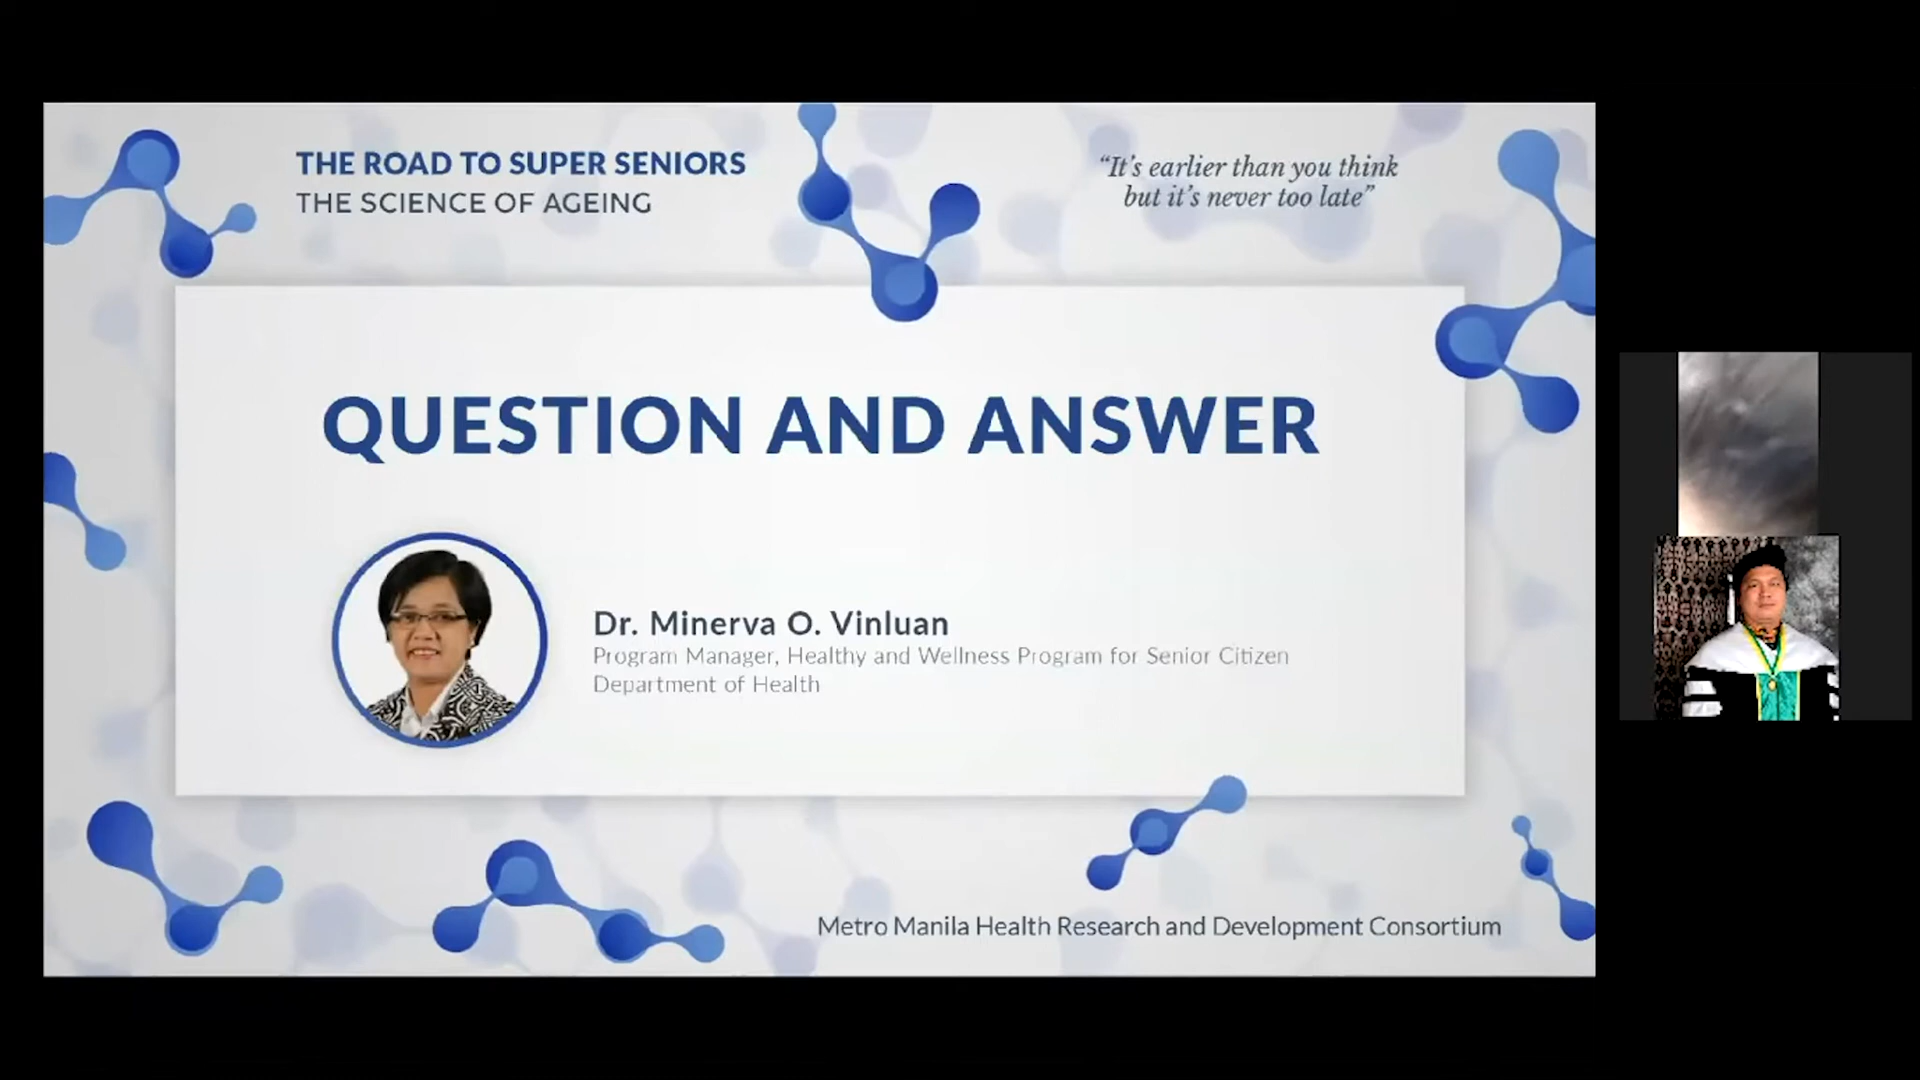 THE ROAD TO SUPER SENIORS
THE SCIENCE OF AGEING
“It’s earlier than you think
but it’s never too late”
QUESTION AND ANSWER
Dr. Minerva O. Vinluan
Program Manager, Healthy and Wellness Program for Senior Citizen
Department of Health
Metro Manila Health Research and Development Consortium